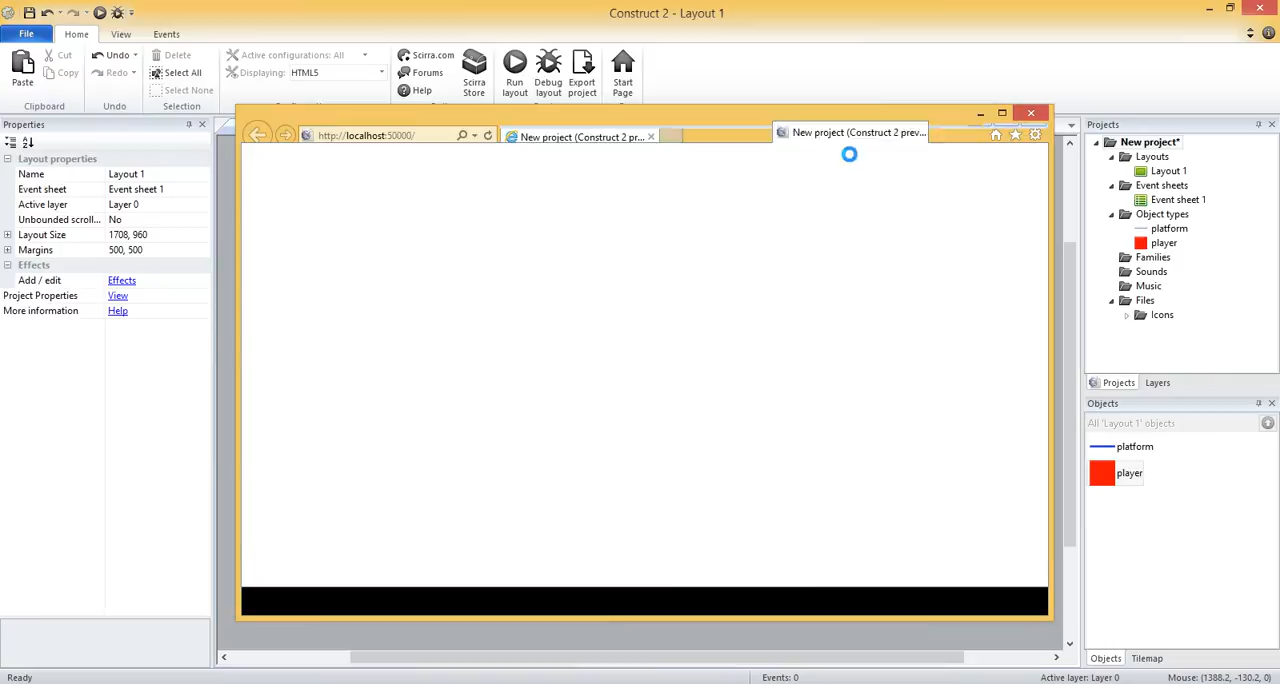 Construct 2 - Layout 1
File
Home
View
Events
Paste
Cut
Copy
Clipboard
Undo
Redo
Undo
Delete
Select All
Select None
Selection
Active configurations: All
Displaying: HTML5
Scirra.com
Forums
Help
Scirra Store
Run layout
Debug layout
Export project
Start Page
Properties
Layout properties
Name Layout 1
Event sheet Event sheet 1
Active layer Layer 0
Unbounded scroll... No
Layout Size 1708, 960
Margins 500, 500
Effects
Add / edit Effects
Project Properties View
More information Help
http://localhost:50000/
New project (Construct 2 pr...
New project (Construct 2 prev...
Projects
New project*
Layouts
Layout 1
Event sheets
Event sheet 1
Object types
platform
player
Families
Sounds
Music
Files
Icons
Projects
Layers
Objects
All 'Layout 1' objects
platform
player
Objects
Tilemap
Ready
Events: 0
Active layer: Layer 0
Mouse: (1388.2, -130.2, 0)